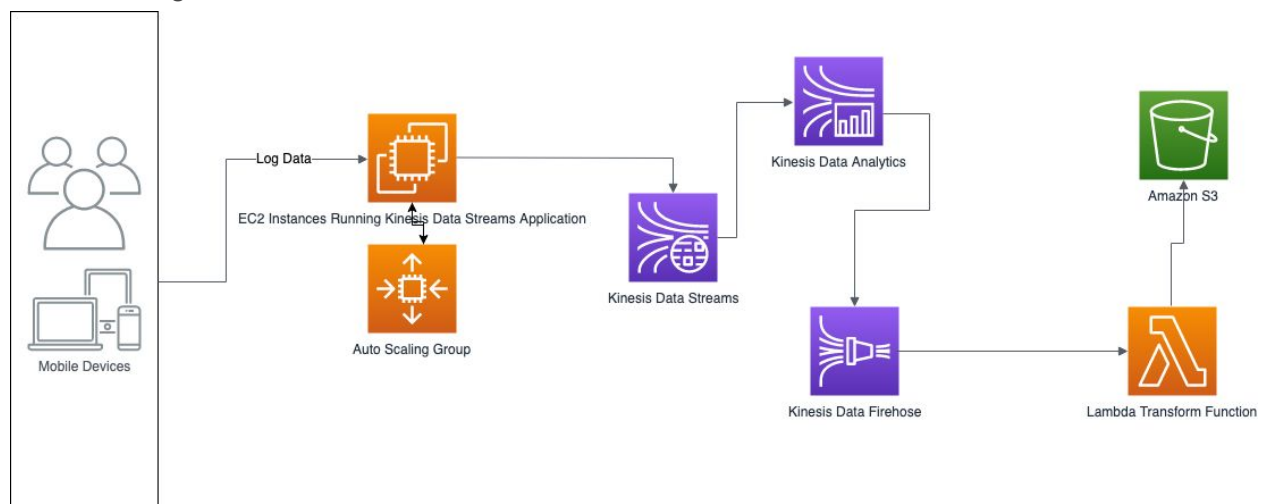 Log Data
EC2 Instances Running Kinesis Data Streams Application
Auto Scaling Group
Mobile Devices
Kinesis Data Streams
Kinesis Data Analytics
Kinesis Data Firehose
Amazon S3
Lambda Transform Function